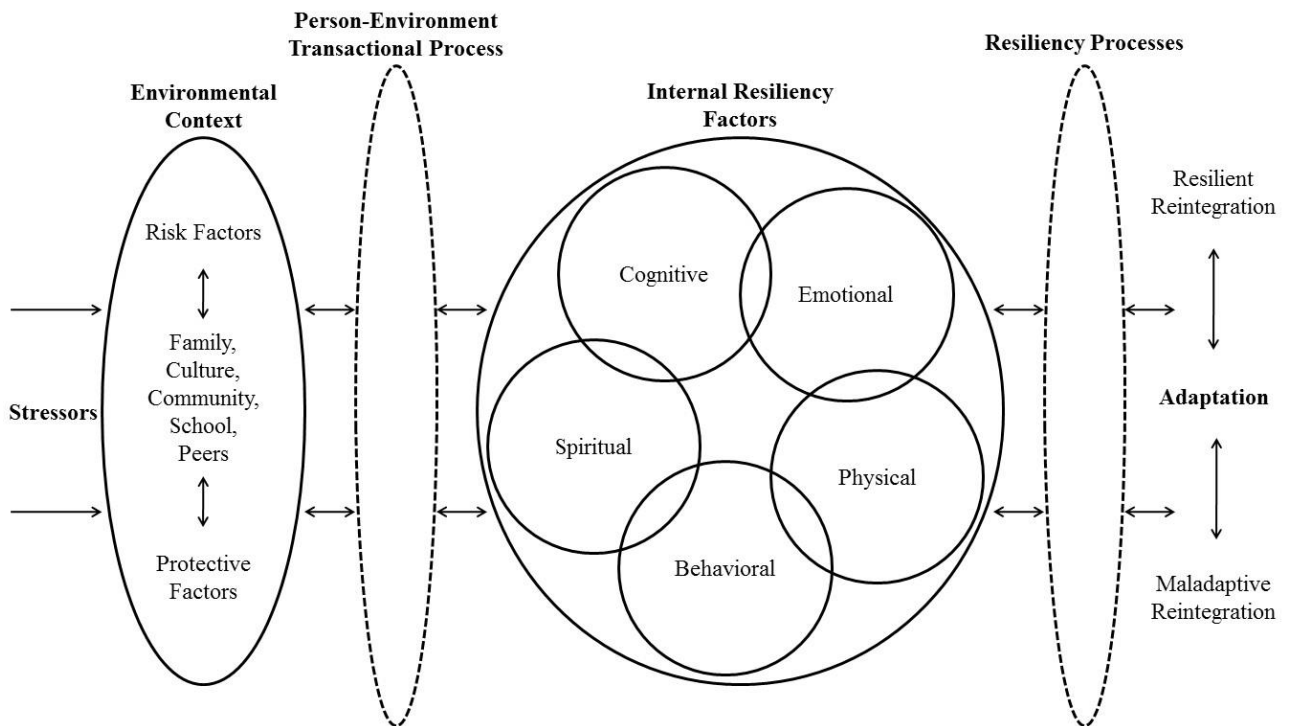 Person-Environment
Transactional Process
Resiliency Processes
Environmental
Context
Internal Resiliency
Factors
Risk Factors
Family,
Culture,
Community,
School,
Peers
Protective
Factors
Stressors
Cognitive
Emotional
Spiritual
Physical
Behavioral
Resilient
Reintegration
Adaptation
Maladaptive
Reintegration